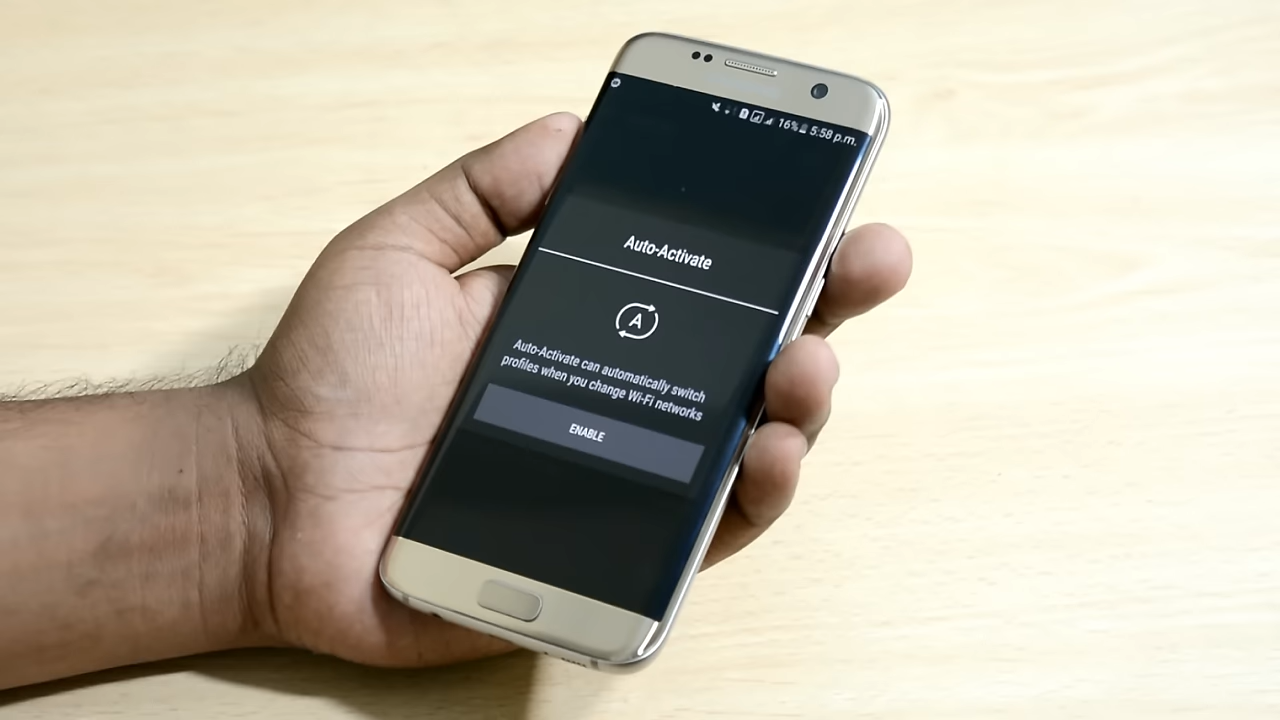 16% 5:58 p.m.
Auto-Activate
A
Auto-Activate can automatically switch
profiles when you change Wi-Fi networks
ENABLE